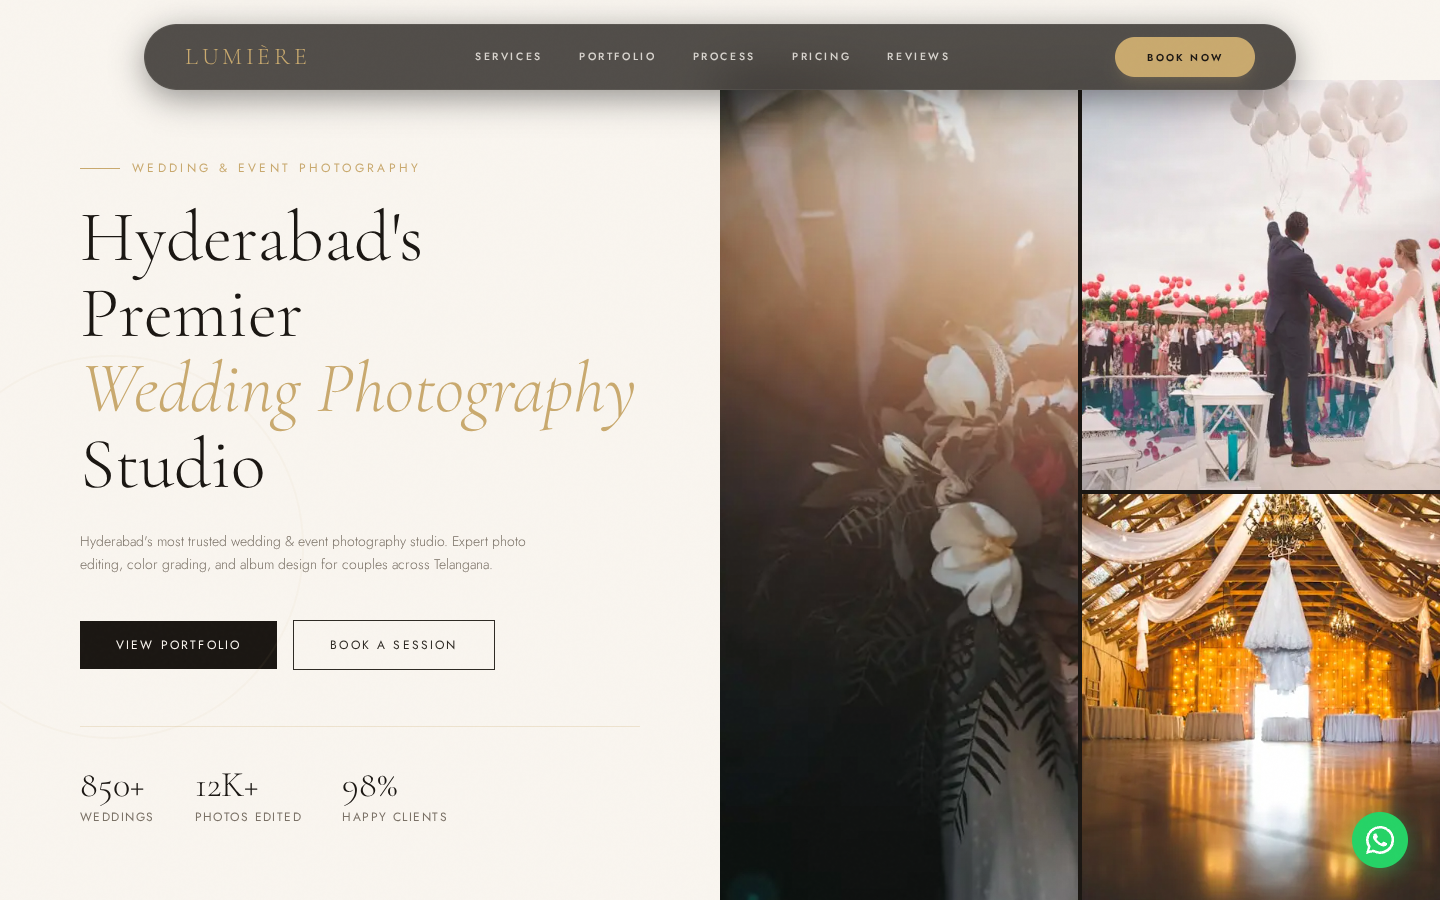 LUMIÈRE
SERVICES
PORTFOLIO
PROCESS
PRICING
REVIEWS
BOOK NOW
WEDDING & EVENT PHOTOGRAPHY
Hyderabad's
Premier
Wedding Photography
Studio
Hyderabad's most trusted wedding & event photography studio. Expert photo
editing, color grading, and album design for couples across Telangana.
VIEW PORTFOLIO
BOOK A SESSION
850+
WEDDINGS
12K+
PHOTOS EDITED
98%
HAPPY CLIENTS